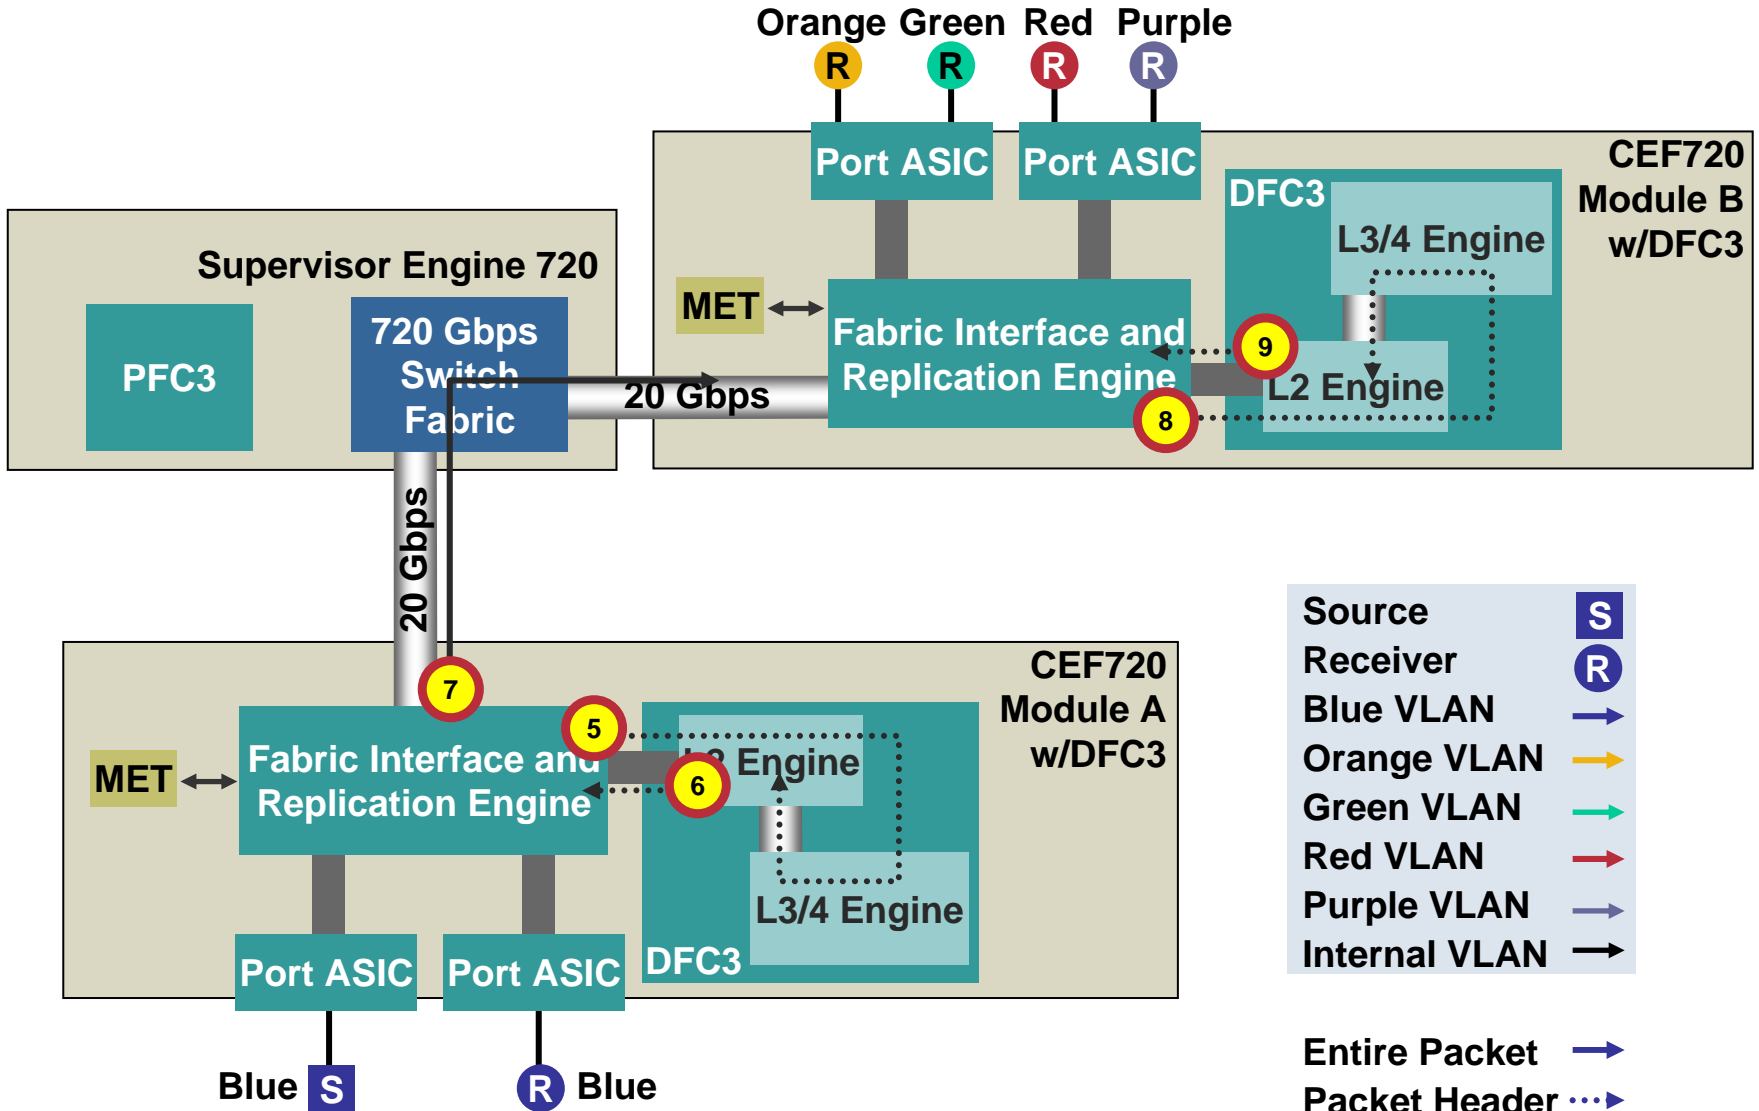 Orange Green Red Purple
R R R R
Port ASIC Port ASIC
CEF720
Module B
w/DFC3
DFC3
L3/4 Engine
MET
Fabric Interface and
Replication Engine
9
L2 Engine
8
Supervisor Engine 720
PFC3
720 Gbps
Switch
Fabric
20 Gbps
20 Gbps
CEF720
Module A
w/DFC3
7
5
MET
Fabric Interface and
Replication Engine
6
Engine
L3/4 Engine
DFC3
Port ASIC Port ASIC
Blue S R Blue
Source S
Receiver R
Blue VLAN
Orange VLAN
Green VLAN
Red VLAN
Purple VLAN
Internal VLAN
Entire Packet
Packet Header